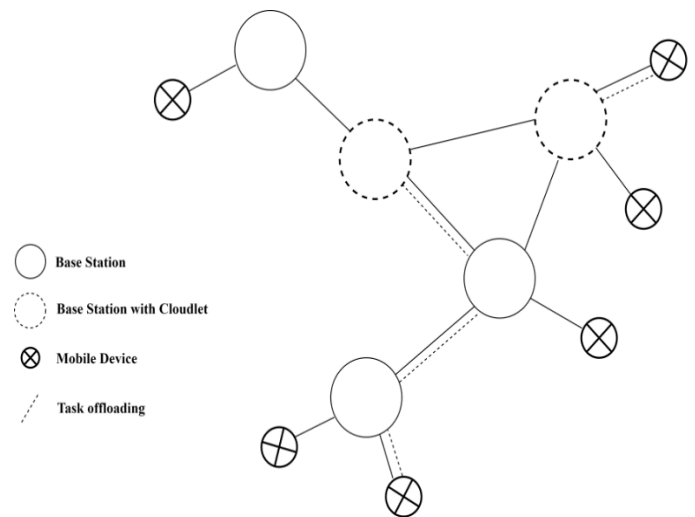 Base Station
Base Station with Cloudlet
Mobile Device
Task offloading